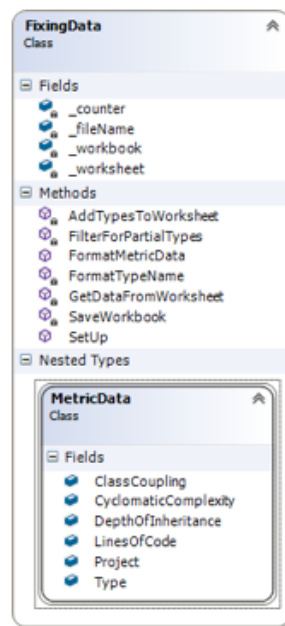 FixingData
Class
Fields
_counter
_fileName
_workbook
_worksheet
Methods
AddTypesToWorksheet
FilterForPartialTypes
FormatMetricData
FormatTypeName
GetDataFromWorksheet
SaveWorkbook
SetUp
Nested Types
MetricData
Class
Fields
ClassCoupling
CyclomaticComplexity
DepthOfInheritance
LinesOfCode
Project
Type